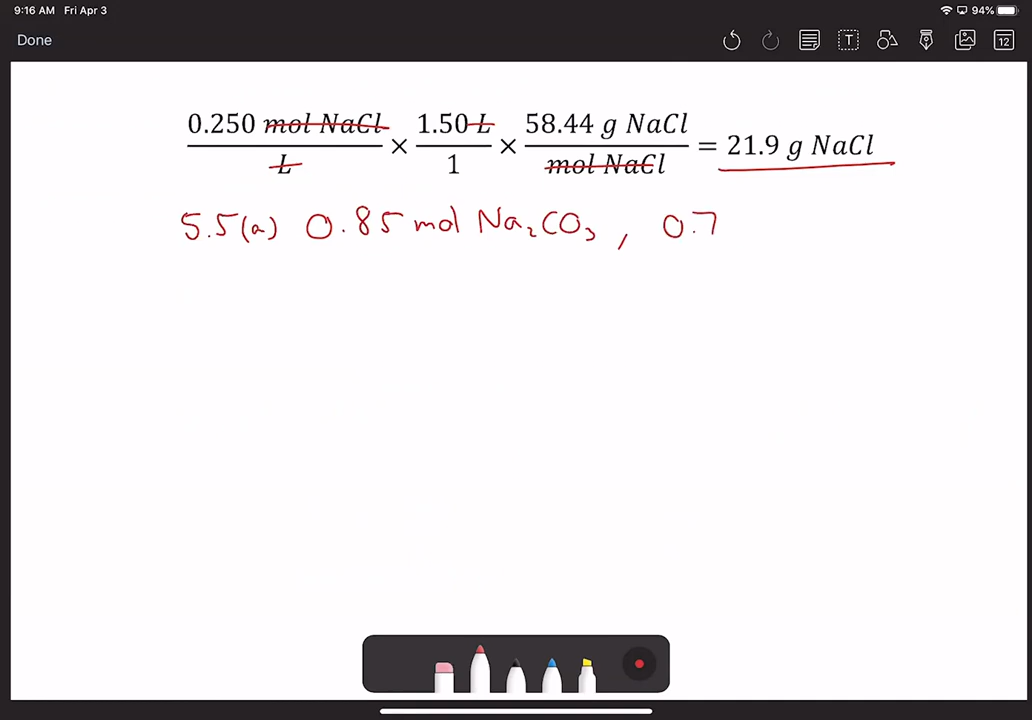 9:16 AM Fri Apr 3 94%
Done T 12
0.250 mol NaCl / L × 1.50 L / 1 × 58.44 g NaCl / mol NaCl = 21.9 g NaCl
5.5(a) 0.85 mol Na₂CO₃, 0.7